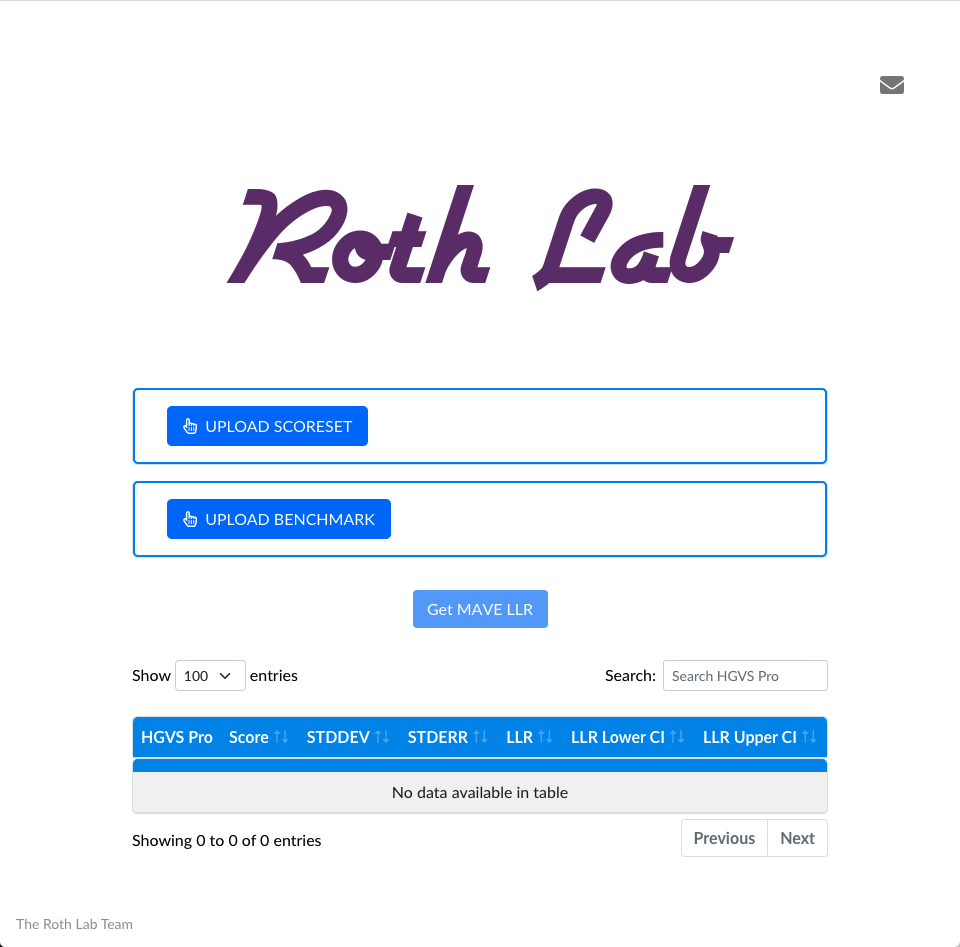 Roth Lab
UPLOAD SCORESET
UPLOAD BENCHMARK
Get MAVE LLR
Show 100 entries Search: Search HGVS Pro
HGVS Pro Score STDDEV STDERR LLR LLR Lower CI LLR Upper CI
No data available in table
Showing 0 to 0 of 0 entries Previous Next
The Roth Lab Team